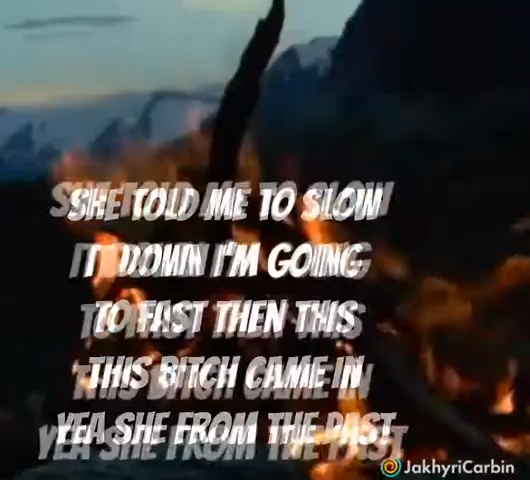 SHE TOLD ME TO SLOW
IT DOWN I'M GOING
TO FAST THEN THIS
THIS BITCH CAME IN
YEA SHE FROM THE PAST
JakhyriCarbin